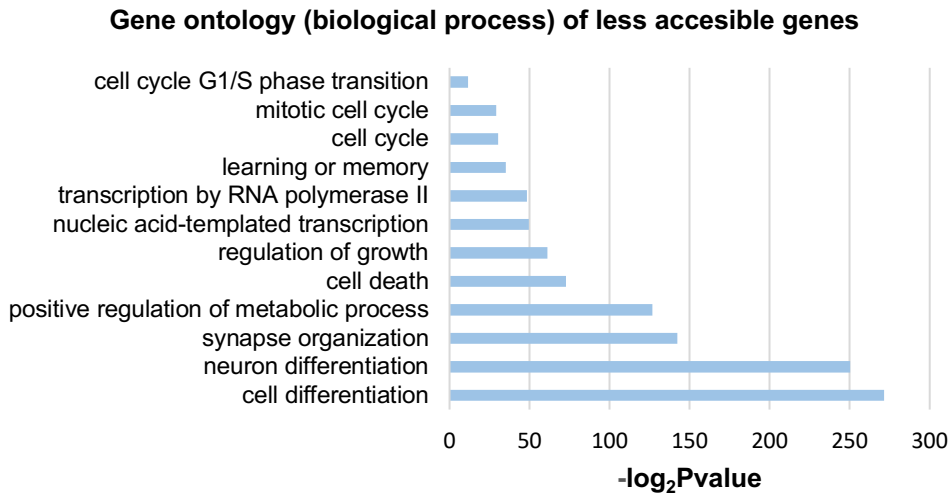 Gene ontology (biological process) of less accesible genes
cell cycle G1/S phase transition
mitotic cell cycle
cell cycle
learning or memory
transcription by RNA polymerase II
nucleic acid-templated transcription
regulation of growth
cell death
positive regulation of metabolic process
synapse organization
neuron differentiation
cell differentiation
0 50 100 150 200 250 300
-log₂Pvalue